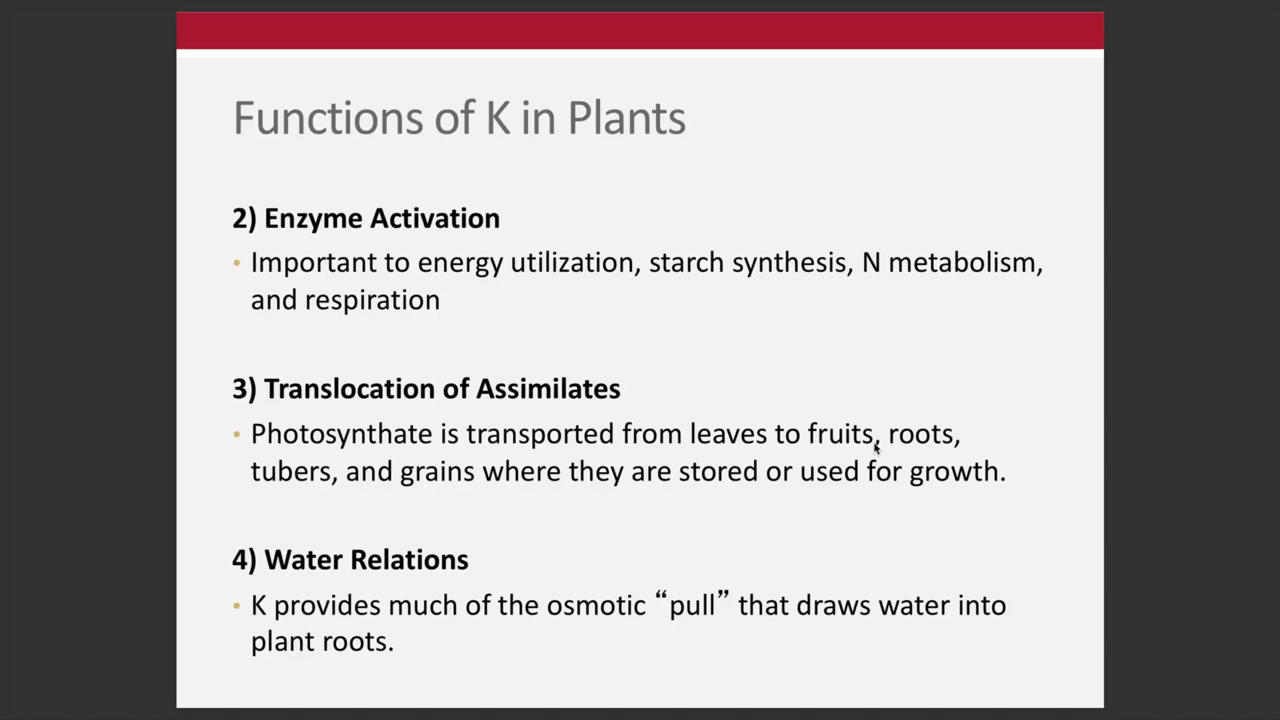 Functions of K in Plants
2) Enzyme Activation
• Important to energy utilization, starch synthesis, N metabolism,
and respiration
3) Translocation of Assimilates
• Photosynthate is transported from leaves to fruits, roots,
tubers, and grains where they are stored or used for growth.
4) Water Relations
• K provides much of the osmotic “pull” that draws water into
plant roots.